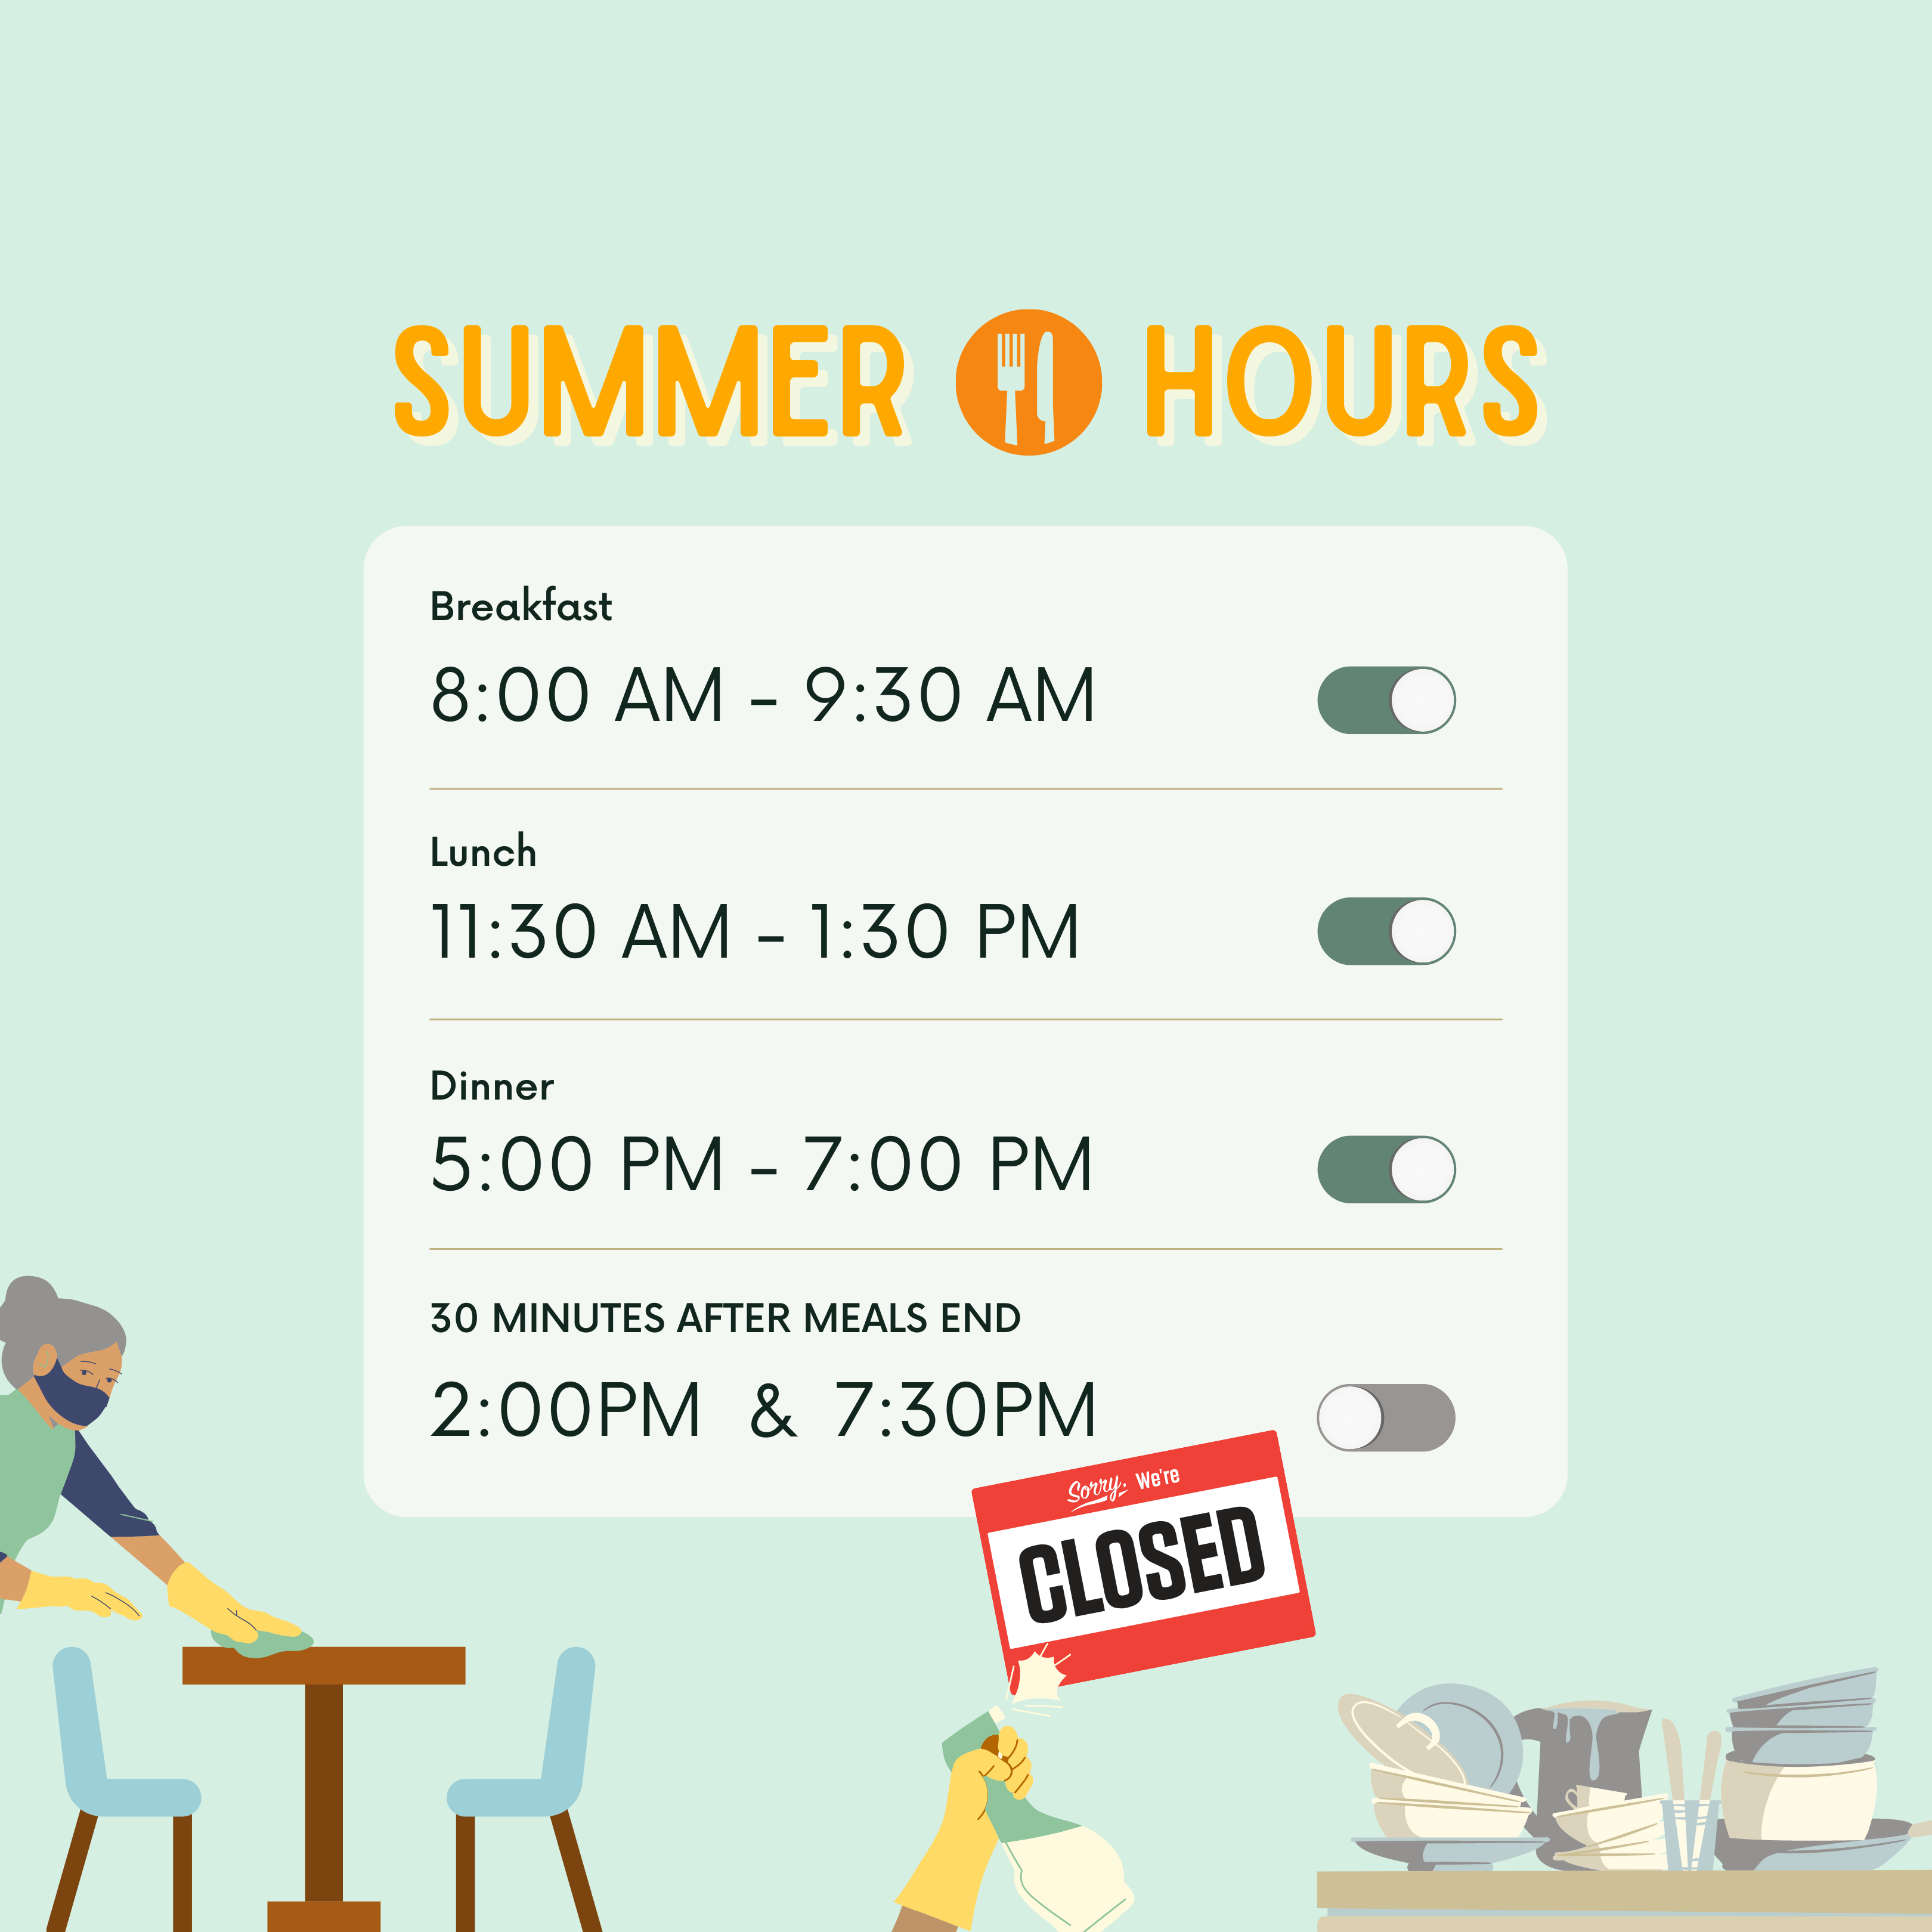 SUMMER HOURS
Breakfast
8:00 AM - 9:30 AM
Lunch
11:30 AM - 1:30 PM
Dinner
5:00 PM - 7:00 PM
30 MINUTES AFTER MEALS END
2:00PM & 7:30PM
Sorry, We're
CLOSED